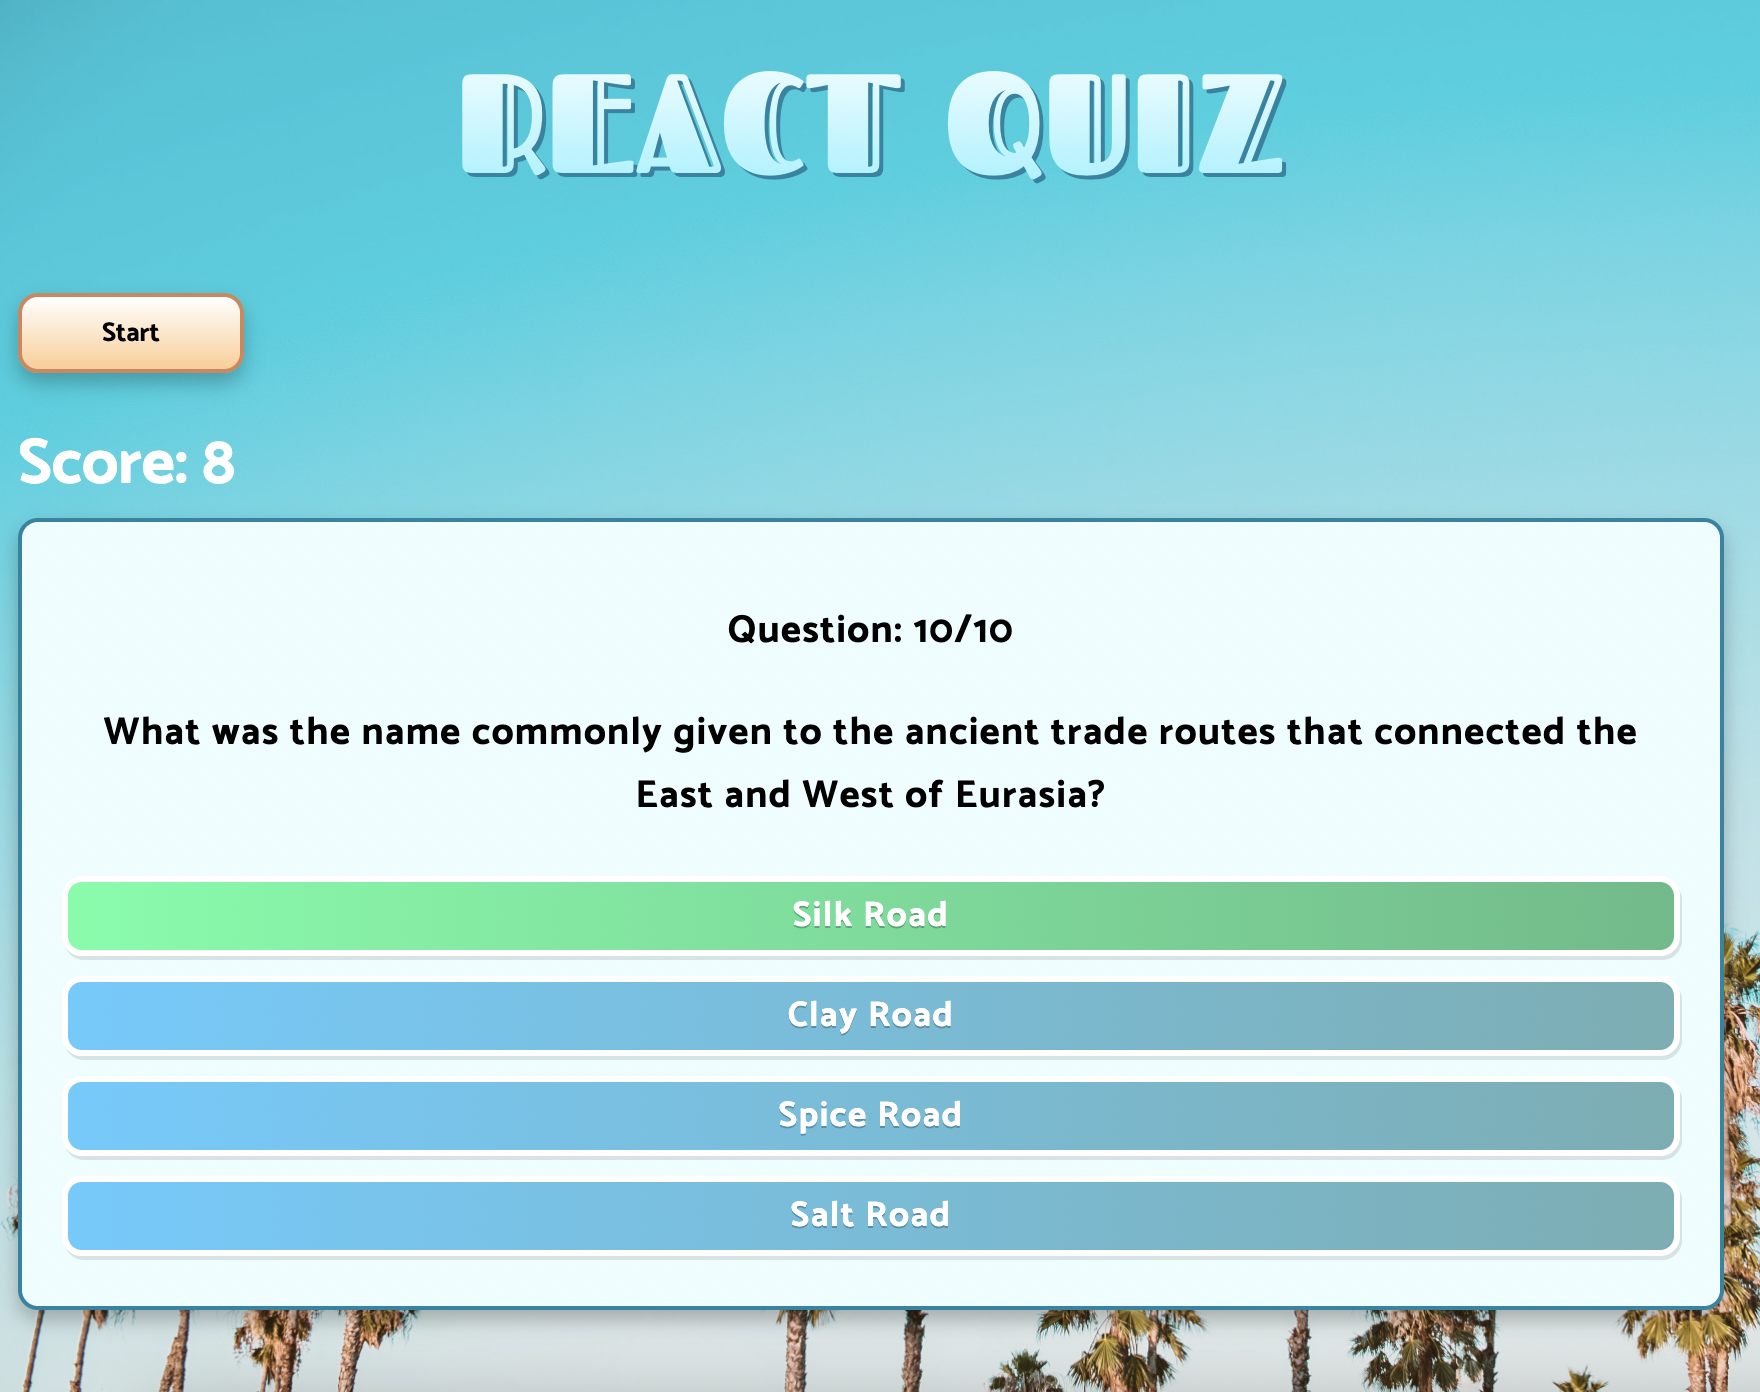 REACT QUIZ
Start
Score: 8
Question: 10/10
What was the name commonly given to the ancient trade routes that connected the
East and West of Eurasia?
Silk Road
Clay Road
Spice Road
Salt Road